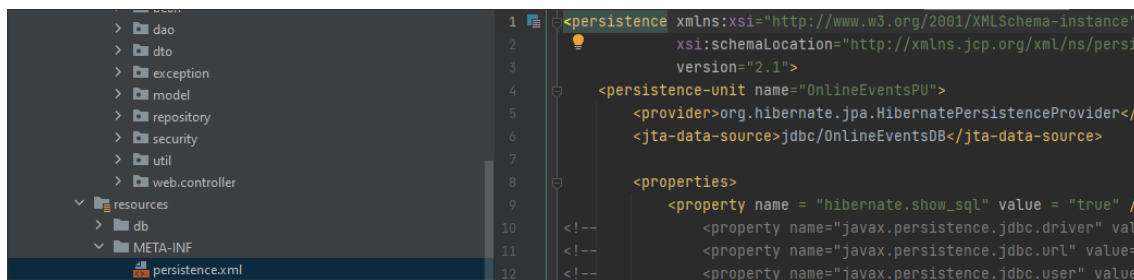 dao
dto
exception
model
repository
security
util
web.controller
resources
db
META-INF
persistence.xml
1 <persistence xmlns:xsi="http://www.w3.org/2001/XMLSchema-instance"
2 xsi:schemaLocation="http://xmlns.jcp.org/xml/ns/persi
3 version="2.1">
4 <persistence-unit name="OnlineEventsPU">
5 <provider>org.hibernate.jpa.HibernatePersistenceProvider</
6 <jta-data-source>jdbc/OnlineEventsDB</jta-data-source>
7
8 <properties>
9 <property name = "hibernate.show_sql" value = "true" /
10 <!-- <property name="javax.persistence.jdbc.driver" val
11 <!-- <property name="javax.persistence.jdbc.url" value=
12 <!-- <property name="javax.persistence.jdbc.user" value